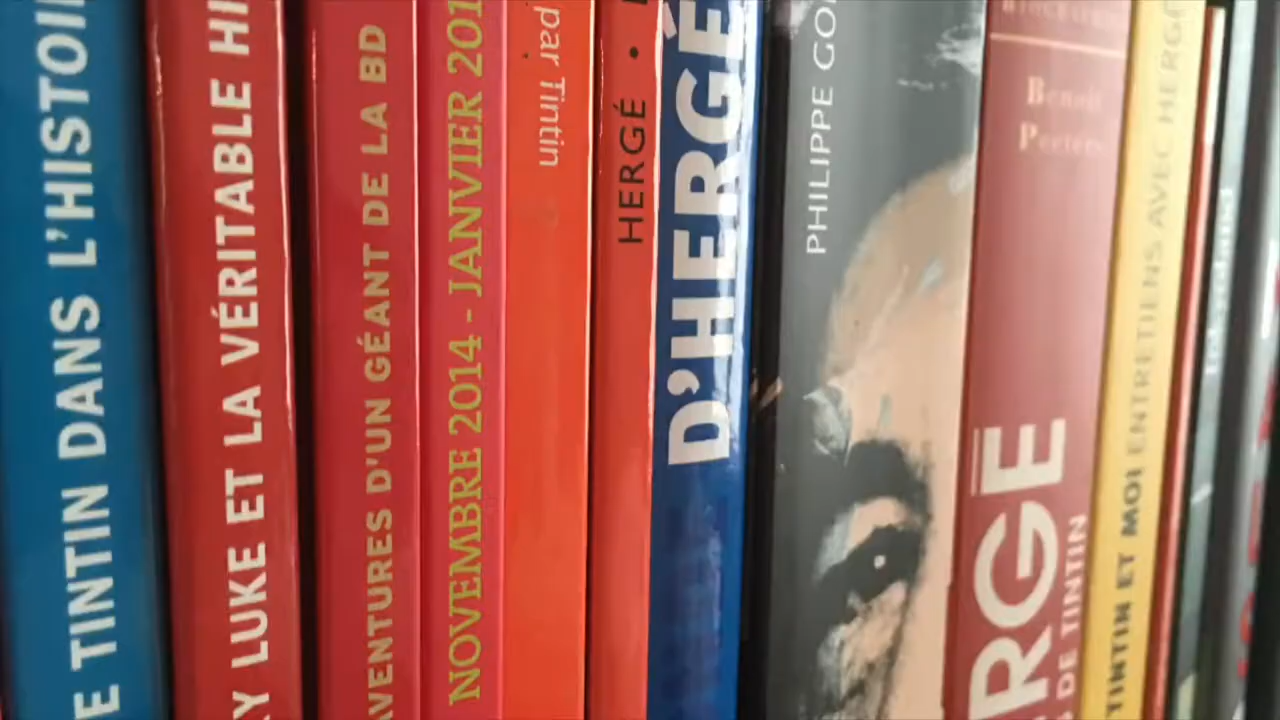 E TINTIN DANS L'HISTOI
Y LUKE ET LA VÉRITABLE HI
AVENTURES D'UN GÉANT DE LA BD
NOVEMBRE 2014 - JANVIER 201
par Tintin
HERGÉ •
D'HERGÉ
PHILIPPE GO
Benoît
Peeters
RGÉ
DE TINTIN
TINTIN ET MOI ENTRETIENS AVEC HERGÉ